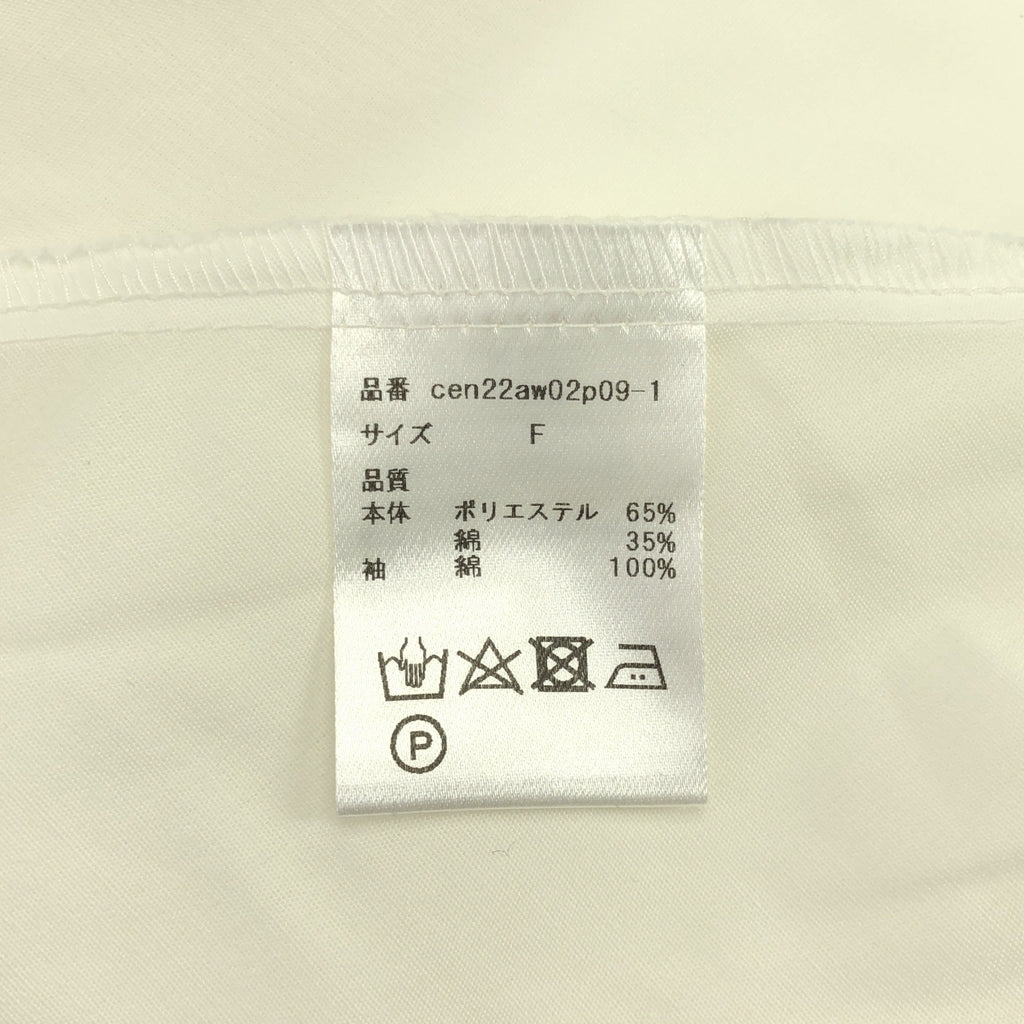 品番 cen22aw02p09-1
サイズ F
品質
本体 ポリエステル 65%
綿 35%
袖 綿 100%
P